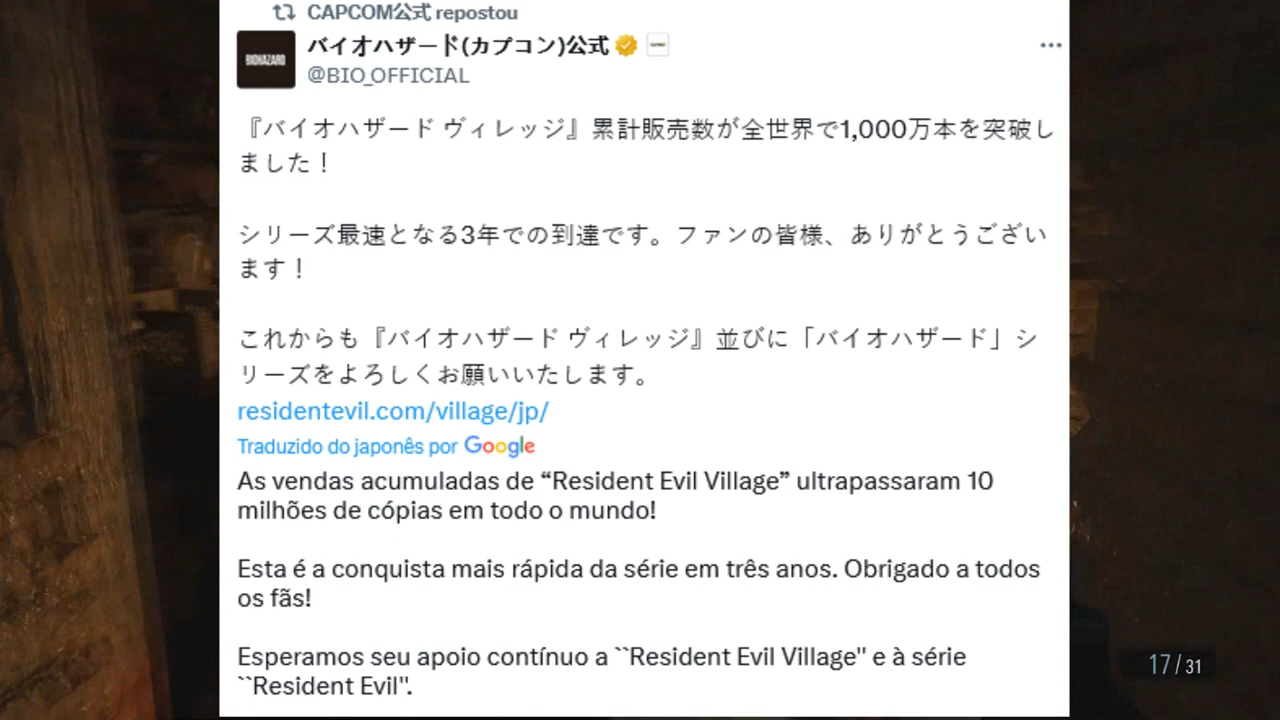 CAPCOM公式 repostou
バイオハザード(カプコン)公式
BIOHAZARD
@BIO_OFFICIAL
『バイオハザード ヴィレッジ』累計販売数が全世界で1,000万本を突破し
ました！
シリーズ最速となる3年での到達です。ファンの皆様、ありがとうござい
ます！
これからも『バイオハザード ヴィレッジ』並びに「バイオハザード」シ
リーズをよろしくお願いいたします。
residentevil.com/village/jp/
Traduzido do japonês por Google
As vendas acumuladas de “Resident Evil Village” ultrapassaram 10
milhões de cópias em todo o mundo!
Esta é a conquista mais rápida da série em três anos. Obrigado a todos
os fãs!
Esperamos seu apoio contínuo a ``Resident Evil Village'' e à série
``Resident Evil''.
17/31